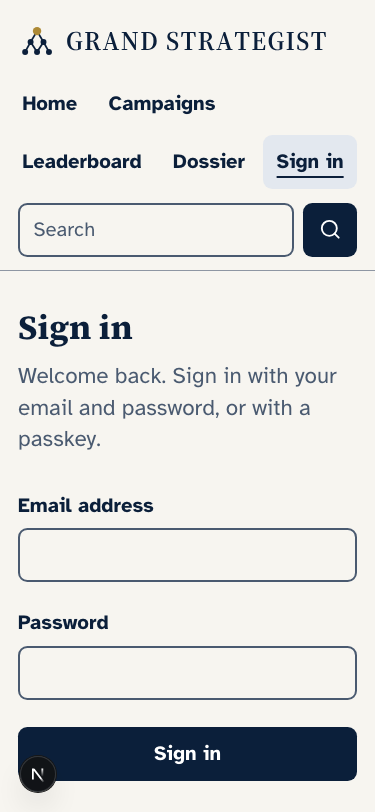 GRAND STRATEGIST
Home Campaigns
Leaderboard Dossier Sign in
Search
Sign in
Welcome back. Sign in with your
email and password, or with a
passkey.
Email address
Password
Sign in
N